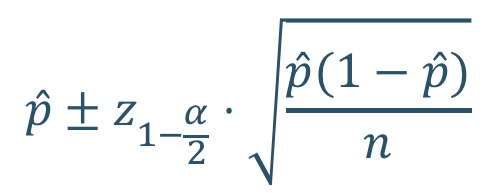 p̂ ± z_{1−α/2} · √(p̂(1 − p̂)/n)